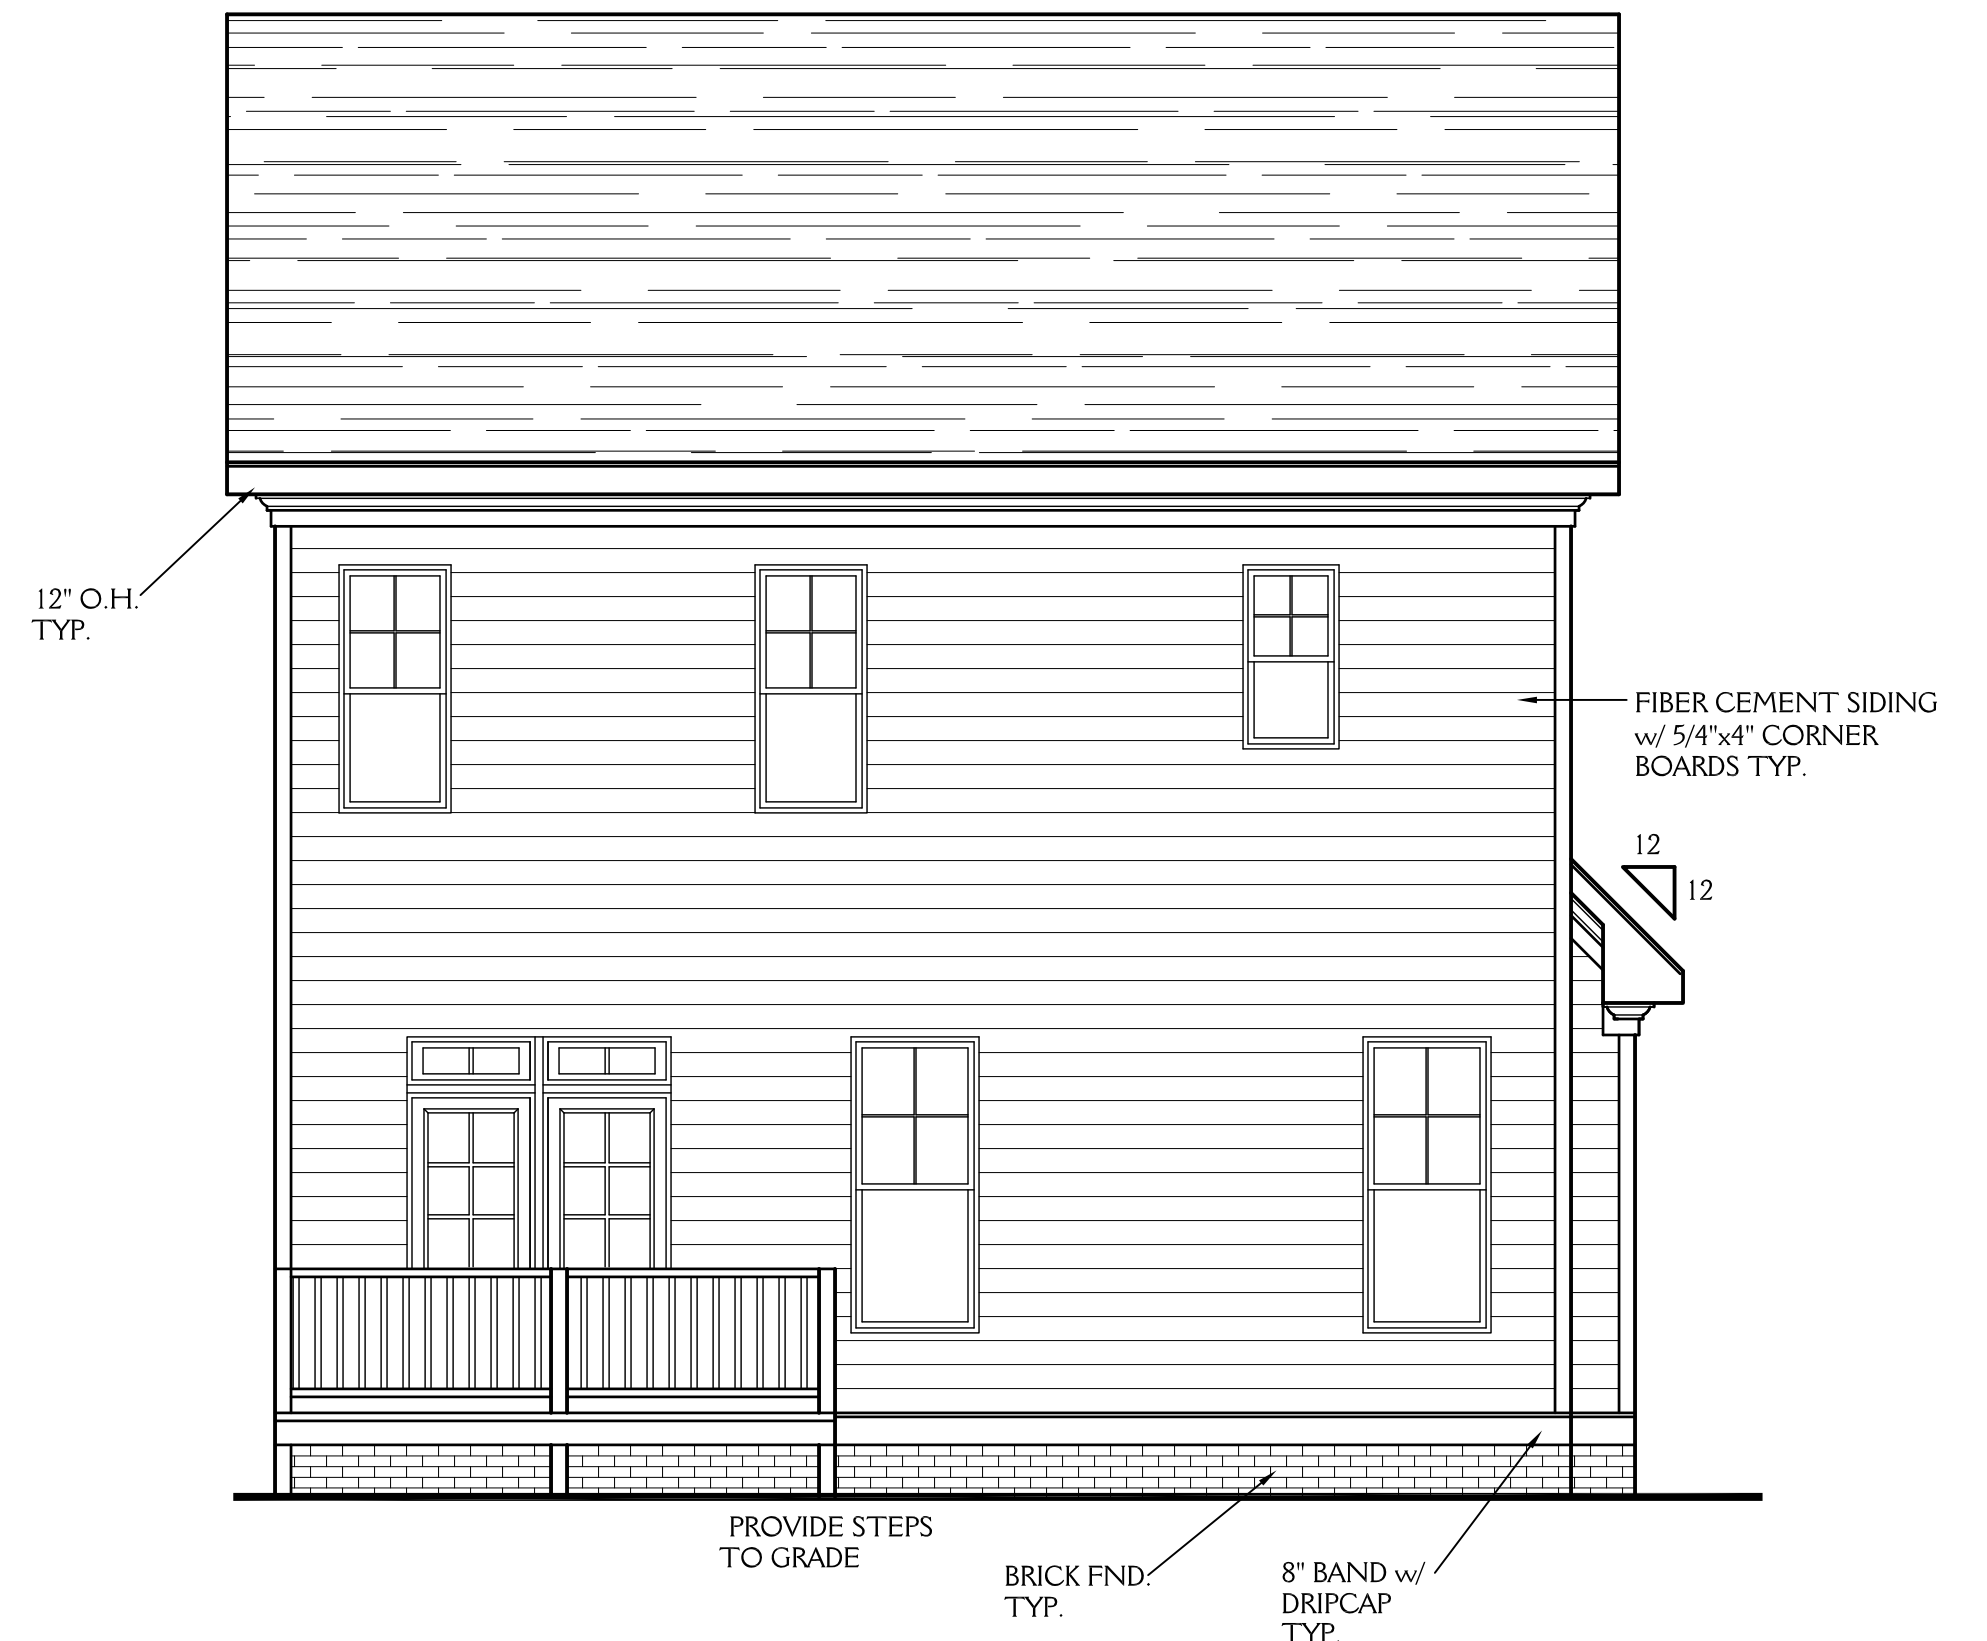 12" O.H.
TYP.
FIBER CEMENT SIDING
w/ 5/4"x4" CORNER
BOARDS TYP.
12
12
PROVIDE STEPS
TO GRADE
BRICK FND.
TYP.
8" BAND w/
DRIPCAP
TYP.